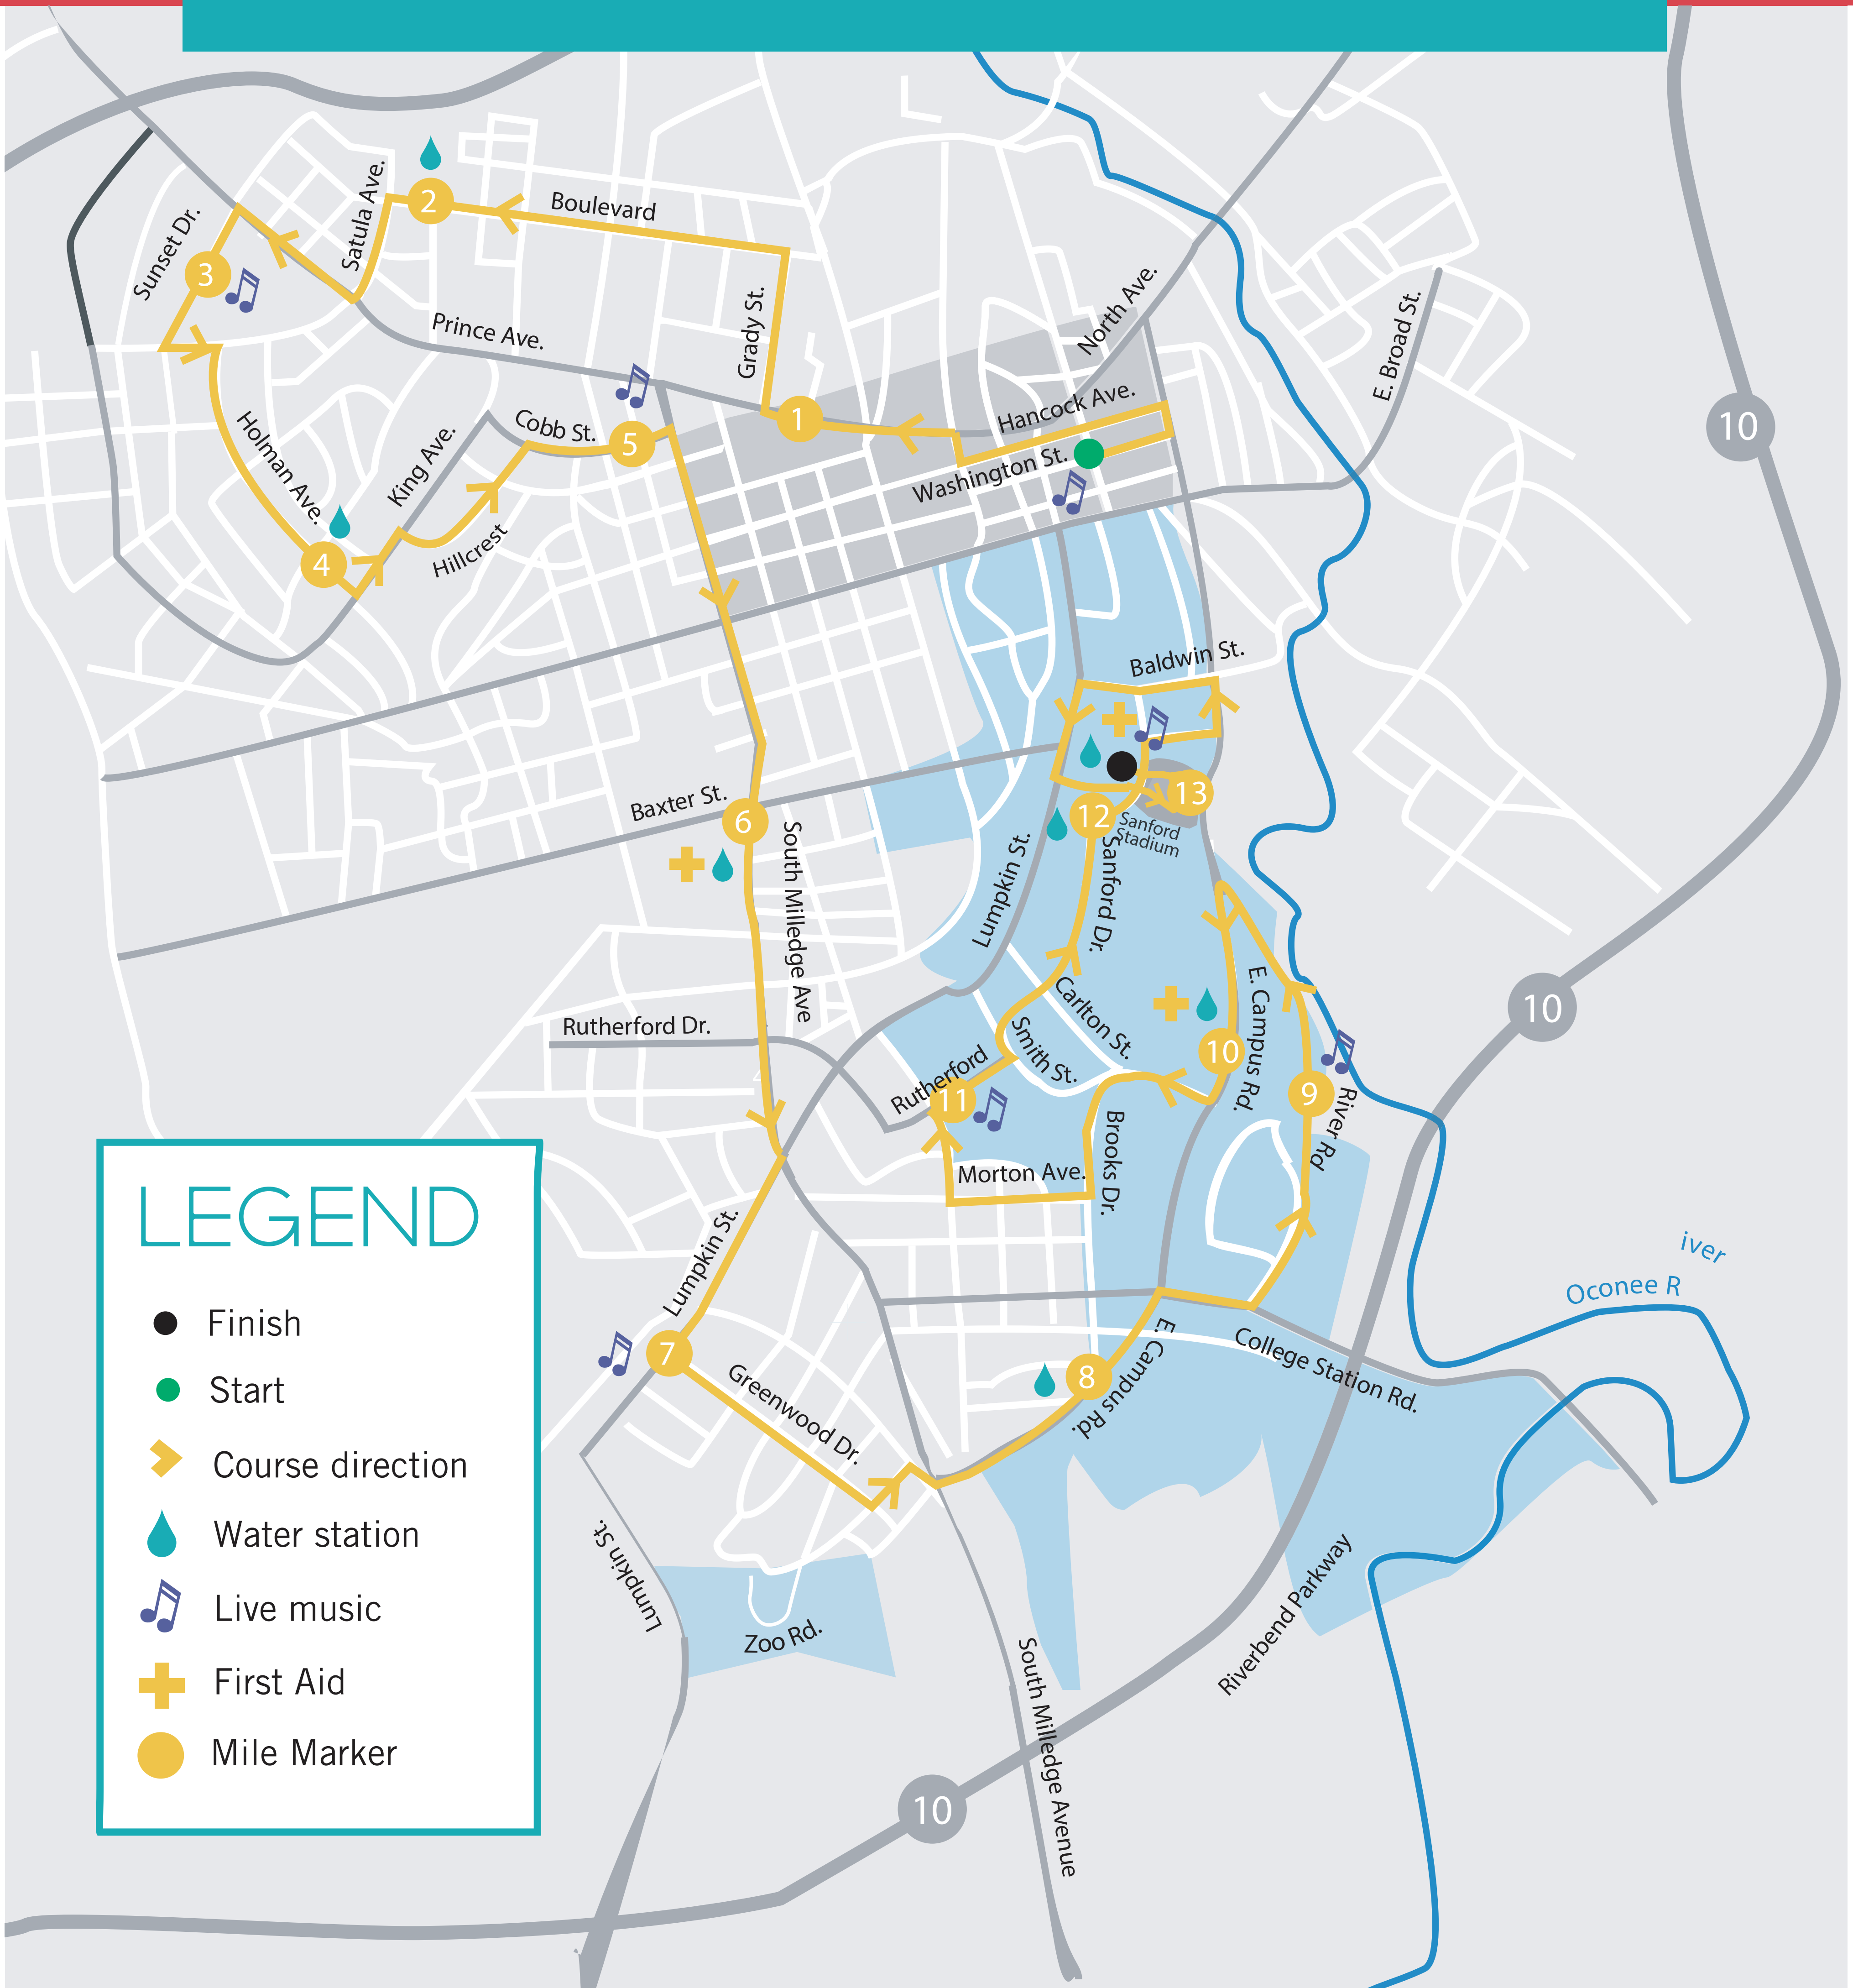 Boulevard
2
Satula Ave.
Sunset Dr.
3
Prince Ave.
Grady St.
North Ave.
E. Broad St.
Hancock Ave.
1
Washington St.
10
Cobb St.
5
King Ave.
Holman Ave.
Hillcrest
4
Baldwin St.
Baxter St.
6
13
12
Sanford
Stadium
South Milledge Ave
Lumpkin St.
Sanford Dr.
10
Rutherford Dr.
E. Campus Rd.
Carlton St.
Smith St.
10
Rutherford
11
9
River Rd
Brooks Dr.
Morton Ave.
Lumpkin St.
7
Greenwood Dr.
8
E. Campus Rd.
College Station Rd.
Oconee R
iver
Lumpkin St.
Zoo Rd.
Riverbend Parkway
South Milledge Avenue
10
LEGEND
Finish
Start
Course direction
Water station
Live music
First Aid
Mile Marker